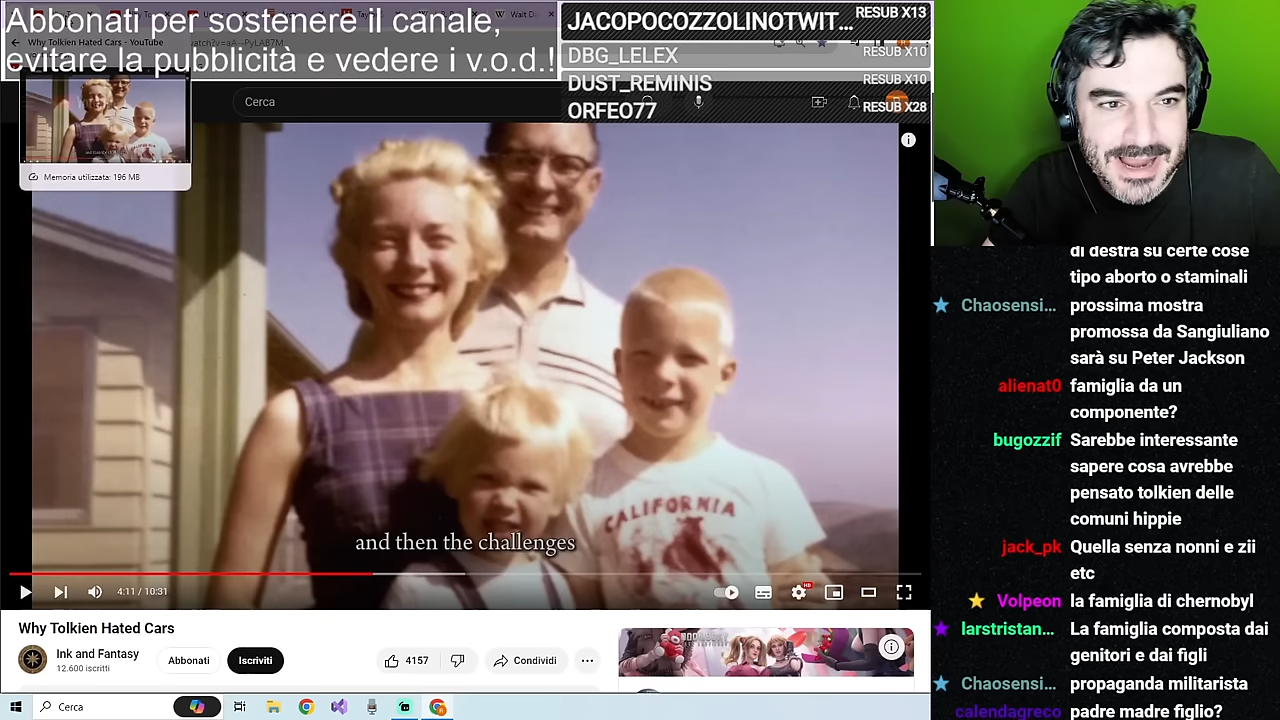 Abbonati per sostenere il canale,
evitare la pubblicità e vedere i v.o.d.!
Why Tolkien Hated Cars - YouTube
Memoria utilizzata: 196 MB
Cerca
JACOPOCOZZOLINOTWIT... RESUB X13
DBG_LELEX RESUB X10
DUST_REMINIS RESUB X10
ORFEO77 RESUB X28
CALIFORNIA
and then the challenges
4:11 / 10:31
HD
Why Tolkien Hated Cars
Ink and Fantasy
12.600 iscritti
Abbonati
Iscriviti
4157
Condividi
Cerca
di destra su certe cose
tipo aborto o staminali
Chaosensi... prossima mostra
promossa da Sangiuliano
sarà su Peter Jackson
alienat0 famiglia da un
componente?
bugozzif Sarebbe interessante
sapere cosa avrebbe
pensato tolkien delle
comuni hippie
jack_pk Quella senza nonni e zii
etc
Volpeon la famiglia di chernobyl
larstristan... La famiglia composta dai
genitori e dai figli
Chaosensi... propaganda militarista
calendagreco padre madre figlio?